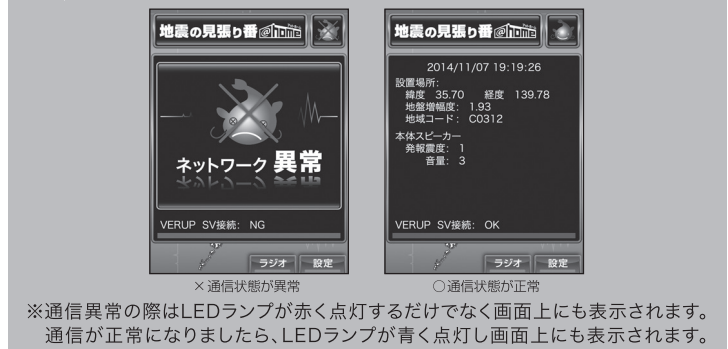 地震の見張り番@home
ネットワーク 異常
VERUP SV接続: NG
ラジオ 設定
×通信状態が異常
地震の見張り番@home
2014/11/07 19:19:26
設置場所:
緯度 35.70 経度 139.78
地盤増幅度: 1.93
地域コード: C0312
本体スピーカー
発報震度: 1
音量: 3
VERUP SV接続: OK
ラジオ 設定
○通信状態が正常
※通信異常の際はLEDランプが赤く点灯するだけでなく画面上にも表示されます。
通信が正常になりましたら、LEDランプが青く点灯し画面上にも表示されます。